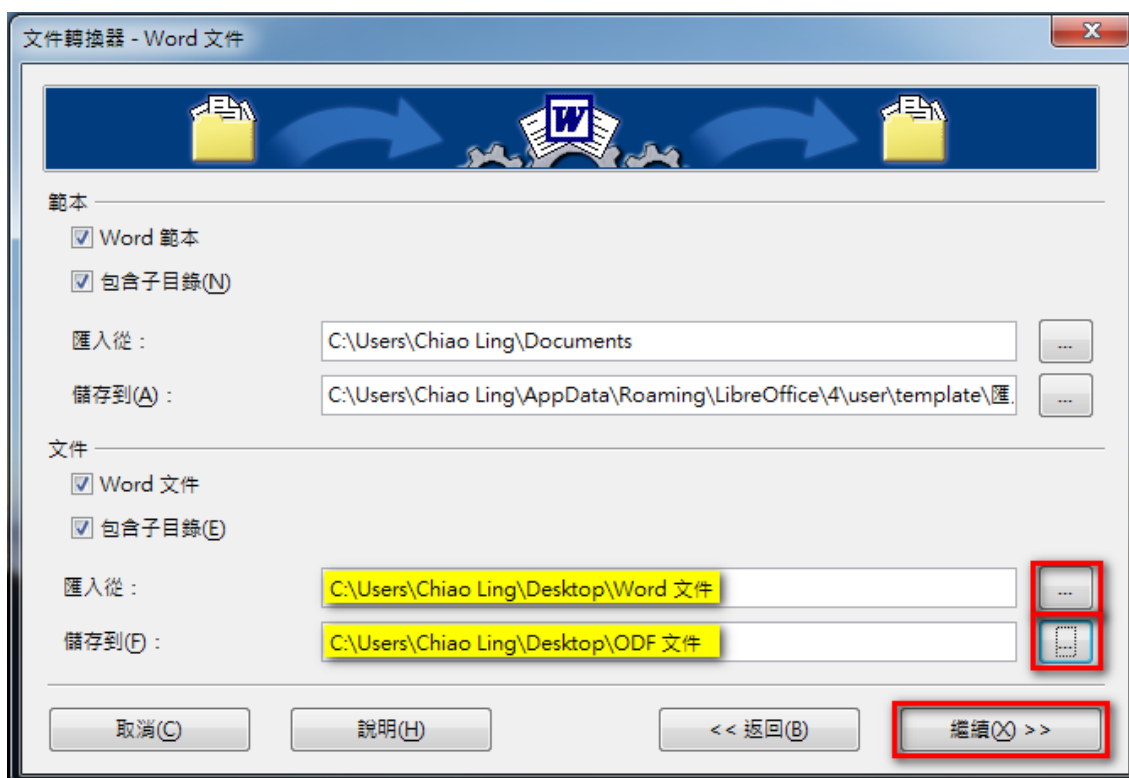 文件轉換器 - Word 文件
W
範本
Word 範本
包含子目錄(N)
匯入從：
C:\Users\Chiao Ling\Documents
...
儲存到(A)：
C:\Users\Chiao Ling\AppData\Roaming\LibreOffice\4\user\template\匯
...
文件
Word 文件
包含子目錄(E)
匯入從：
C:\Users\Chiao Ling\Desktop\Word 文件
...
儲存到(F)：
C:\Users\Chiao Ling\Desktop\ODF 文件
...
取消(C)
說明(H)
<< 返回(B)
繼續(X) >>